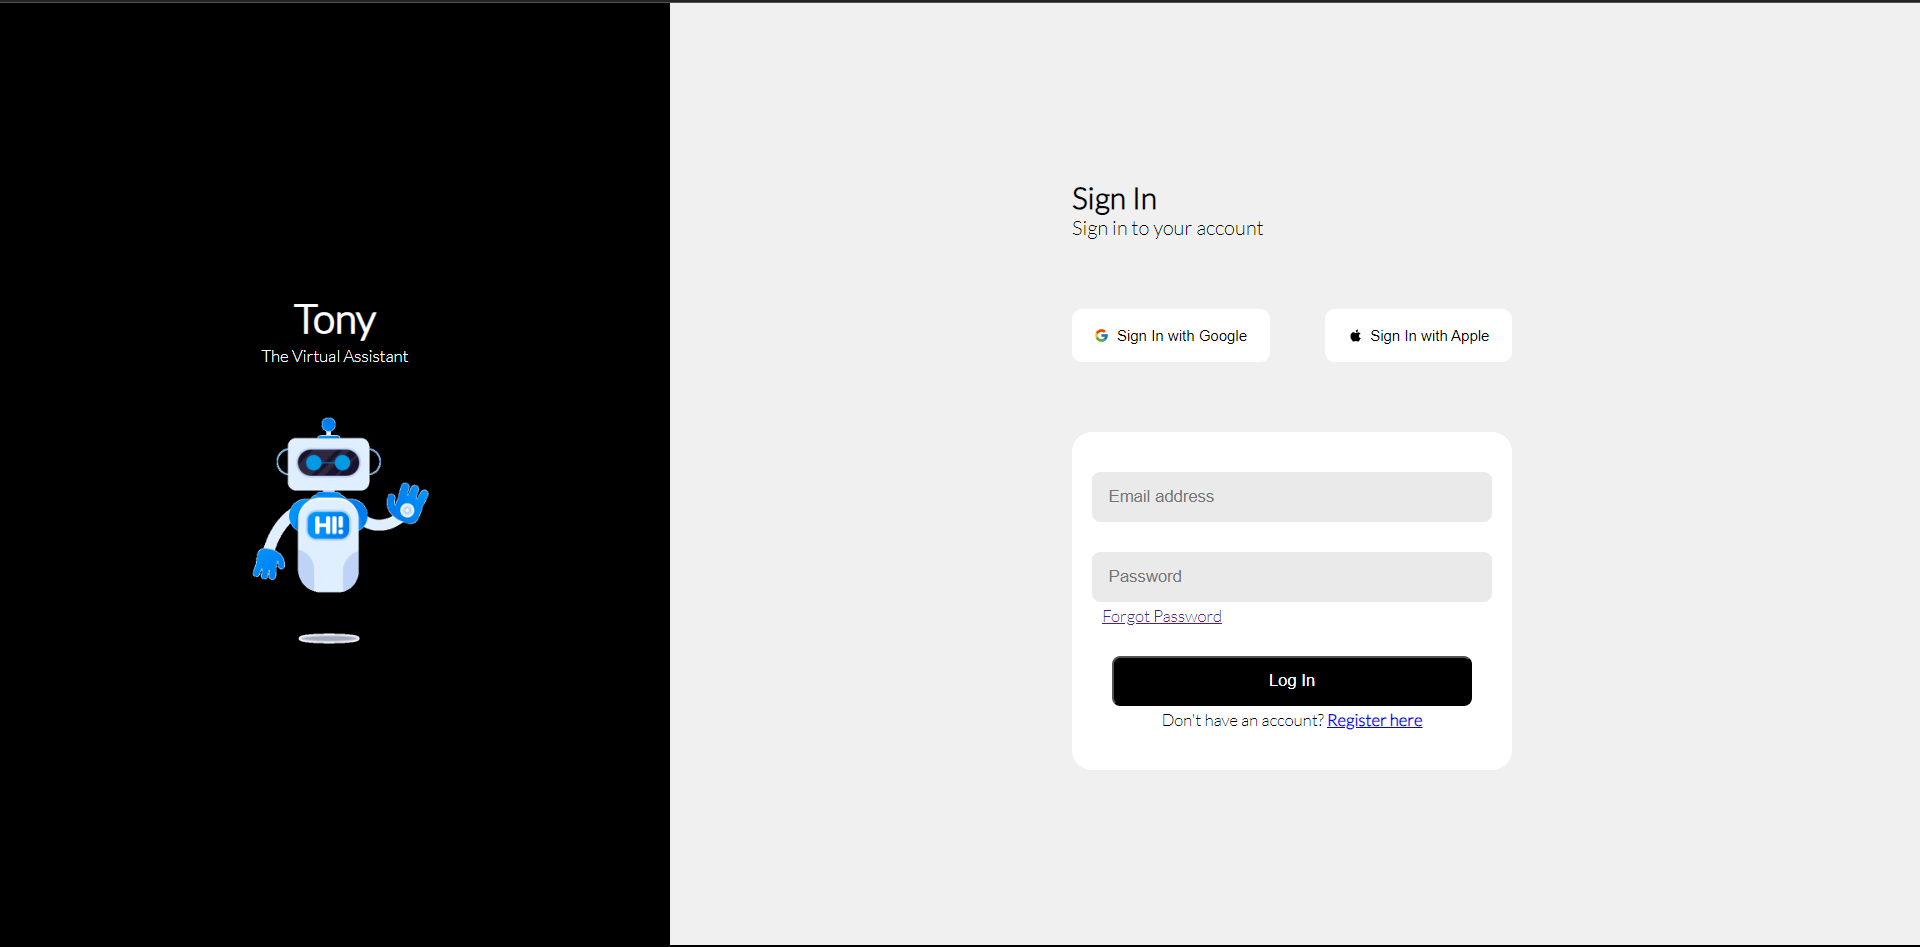 Tony
The Virtual Assistant
HI!
Sign In
Sign in to your account
Sign In with Google
Sign In with Apple
Email address
Password
Forgot Password
Log In
Don't have an account? Register here